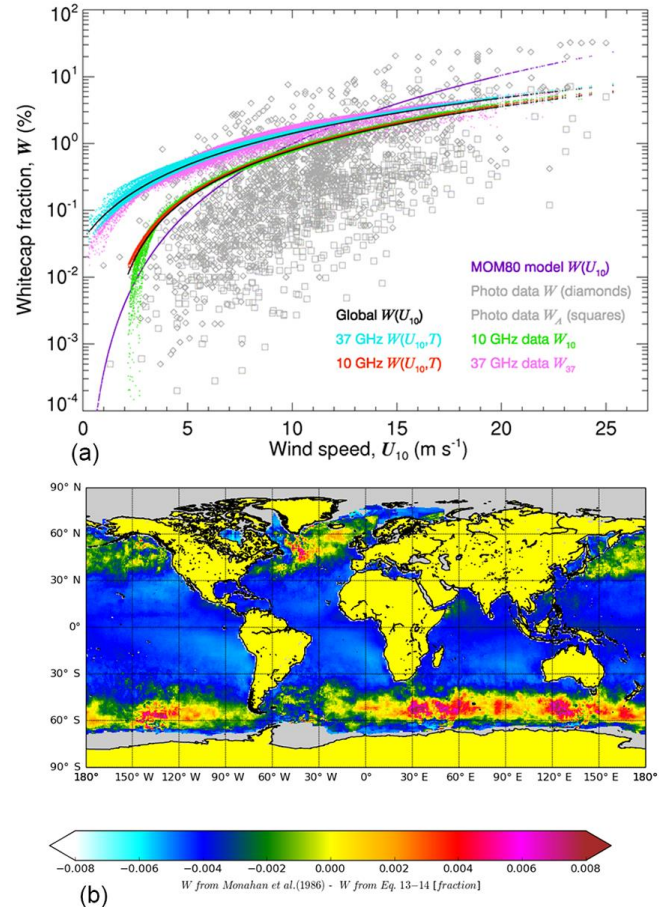 10²
10¹
10⁰
10⁻¹
10⁻²
10⁻³
10⁻⁴
Whitecap fraction, W (%)
MOM80 model W(U₁₀)
Photo data W (diamonds)
Global W(U₁₀) Photo data W_A (squares)
37 GHz W(U₁₀,T) 10 GHz data W₁₀
10 GHz W(U₁₀,T) 37 GHz data W₃₇
0 5 10 15 20 25
(a) Wind speed, U₁₀ (m s⁻¹)
90° N
60° N
30° N
0°
30° S
60° S
90° S
180° 150° W 120° W 90° W 60° W 30° W 0° 30° E 60° E 90° E 120° E 150° E 180°
−0.008 −0.006 −0.004 −0.002 0.000 0.002 0.004 0.006 0.008
(b) W from Monahan et al.(1986) - W from Eq. 13−14 [fraction]